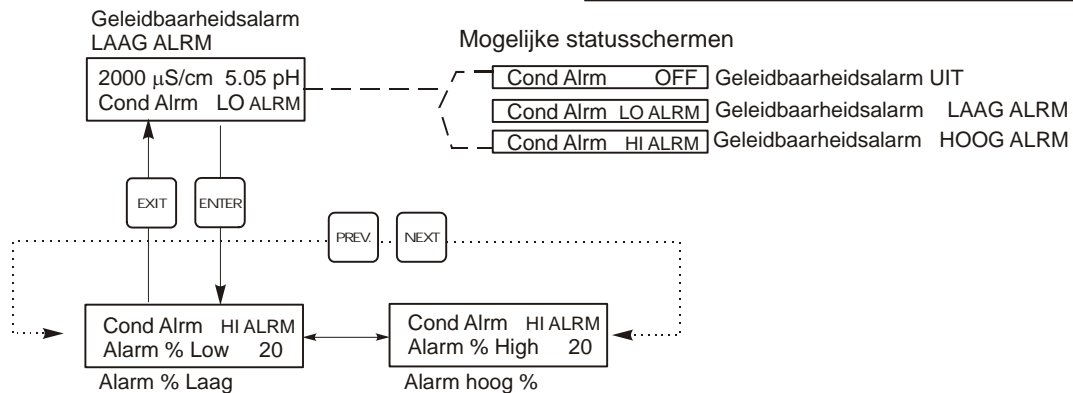 Geleidbaarheidsalarm
LAAG ALRM
2000 μS/cm 5.05 pH
Cond Alrm LO ALRM
Mogelijke statusschermen
Cond Alrm OFF Geleidbaarheidsalarm UIT
Cond Alrm LO ALRM Geleidbaarheidsalarm LAAG ALRM
Cond Alrm HI ALRM Geleidbaarheidsalarm HOOG ALRM
EXIT ENTER
PREV. NEXT
Cond Alrm HI ALRM
Alarm % Low 20
Alarm % Laag
Cond Alrm HI ALRM
Alarm % High 20
Alarm hoog %